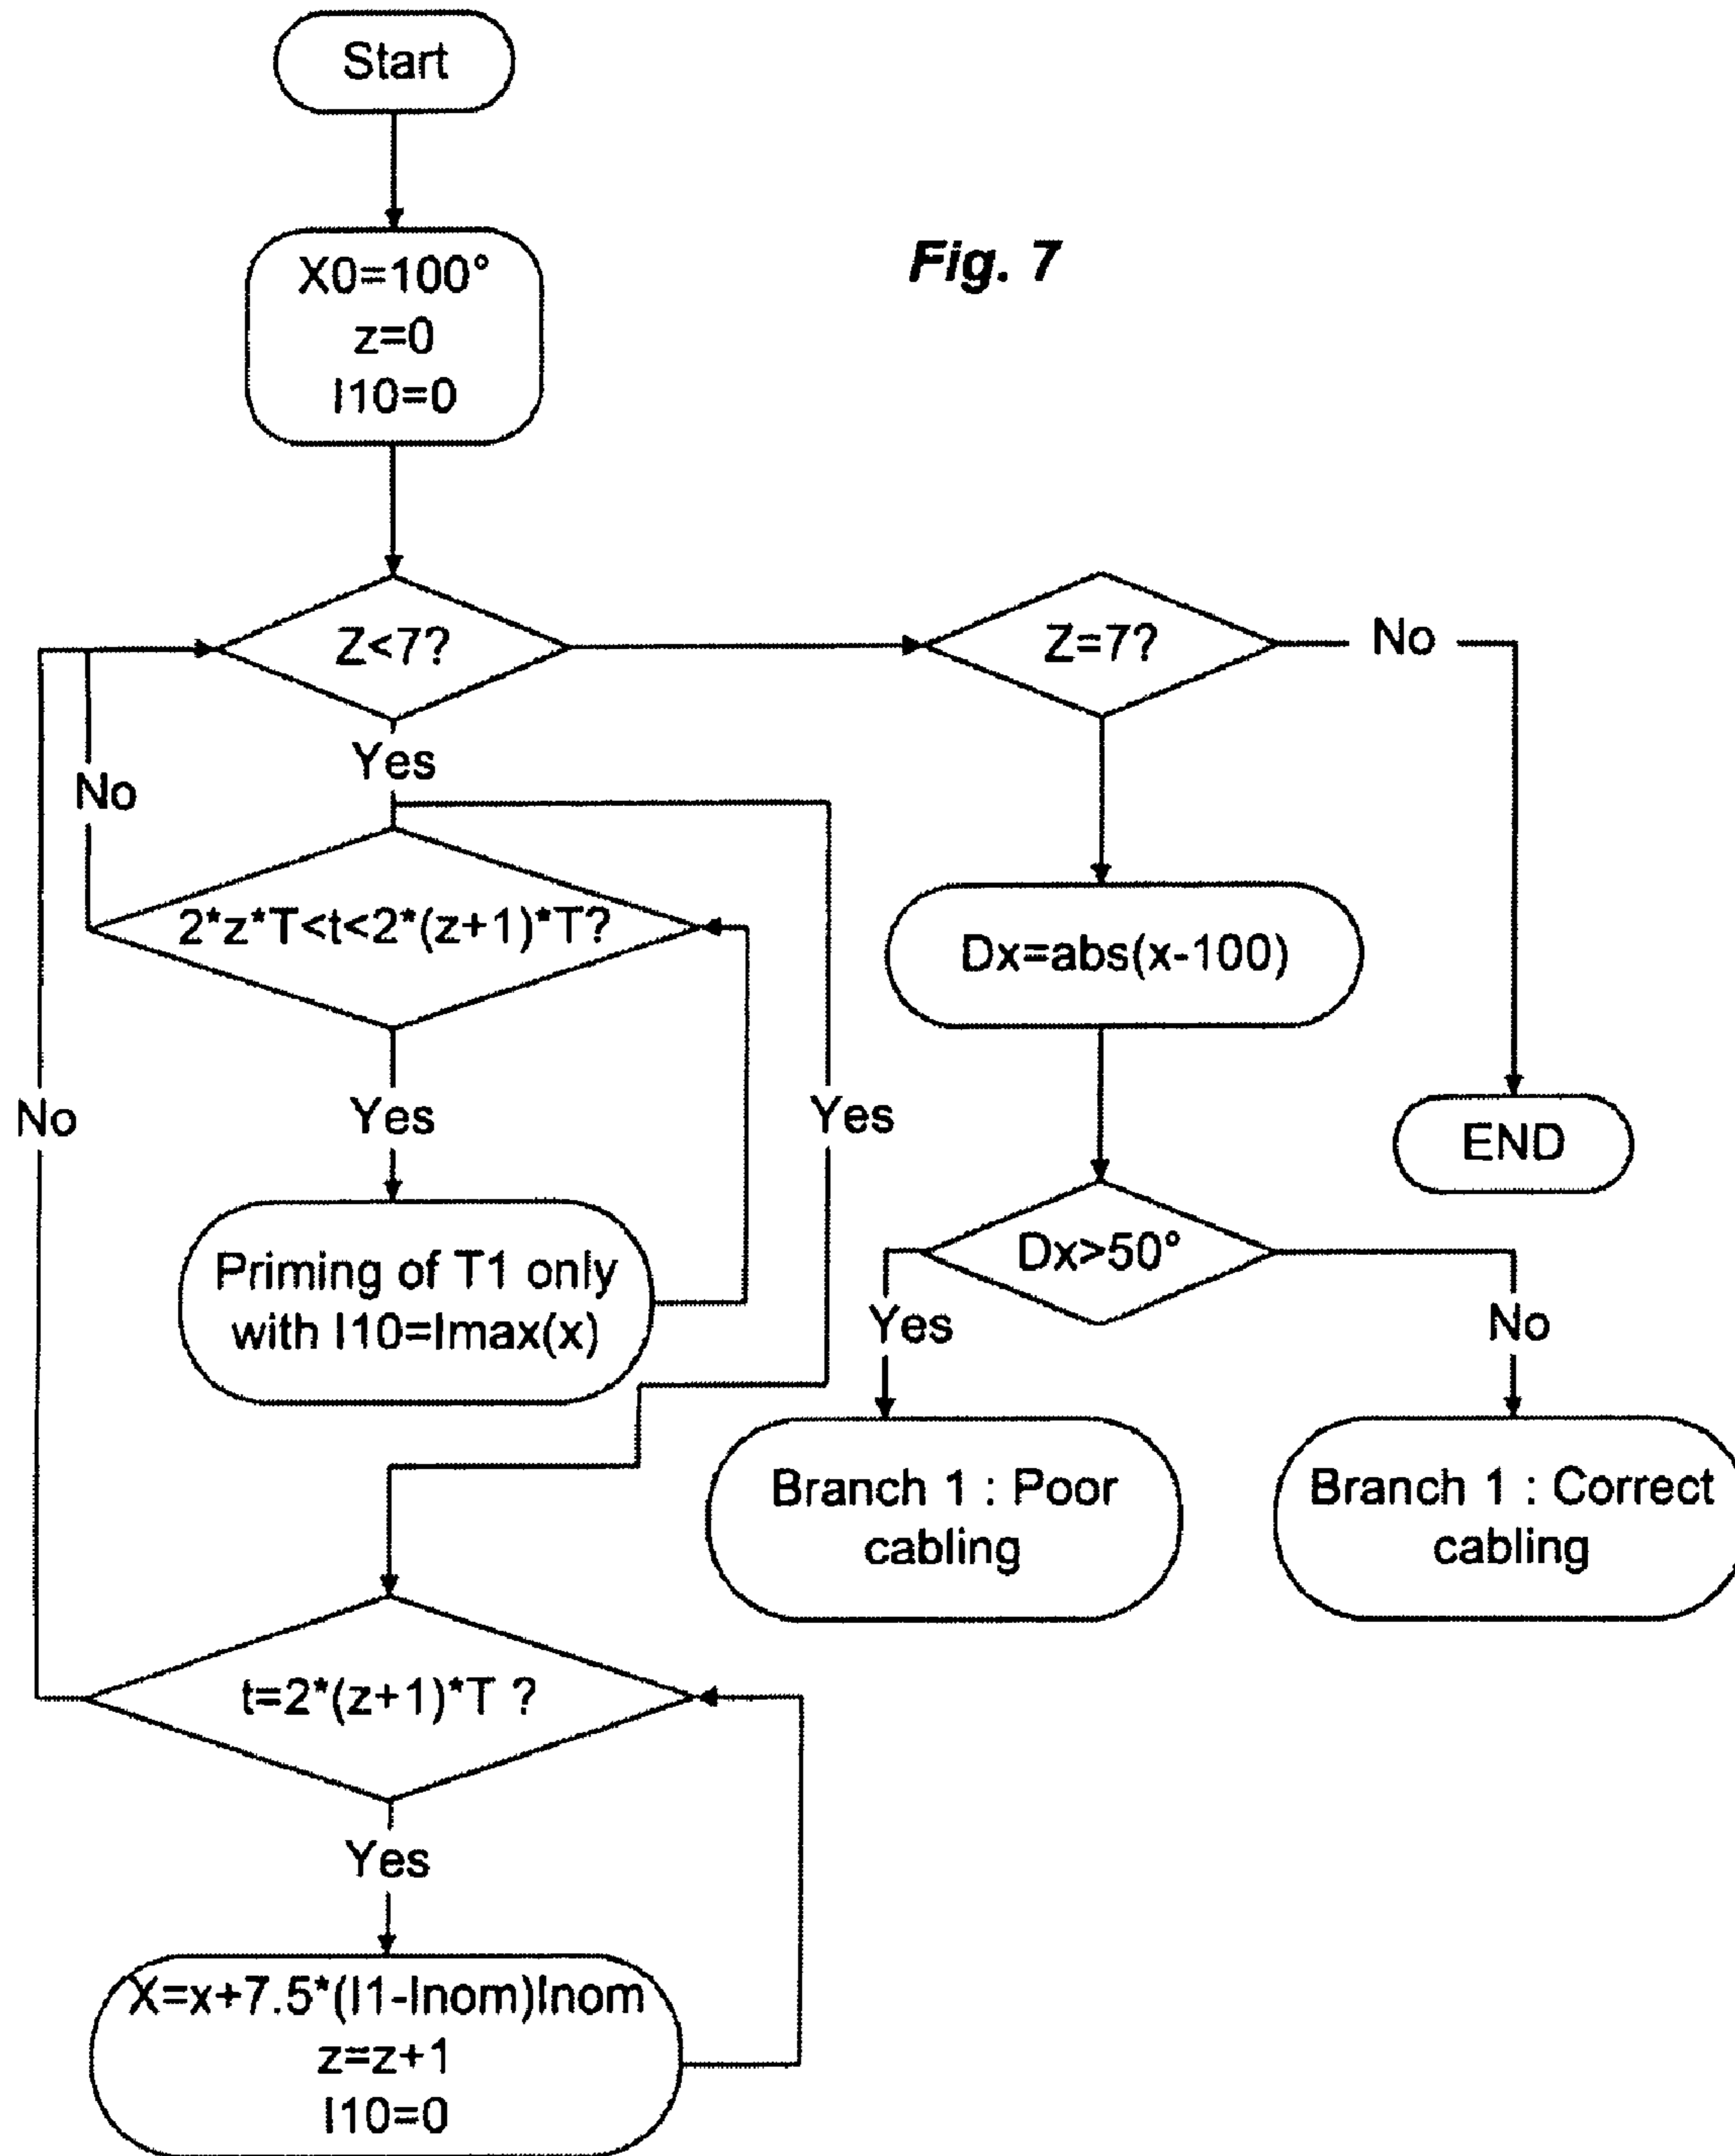 Start
X0=100°
z=0
I10=0
Fig. 7
Z<7?
Z=7?
No
Yes
No
2*z*T<t<2*(z+1)*T?
Dx=abs(x-100)
No
Yes
Yes
END
Priming of T1 only
with I10=Imax(x)
Dx>50°
Yes
No
Branch 1 : Poor
cabling
Branch 1 : Correct
cabling
t=2*(z+1)*T ?
Yes
X=x+7.5*(I1-Inom)Inom
z=z+1
I10=0